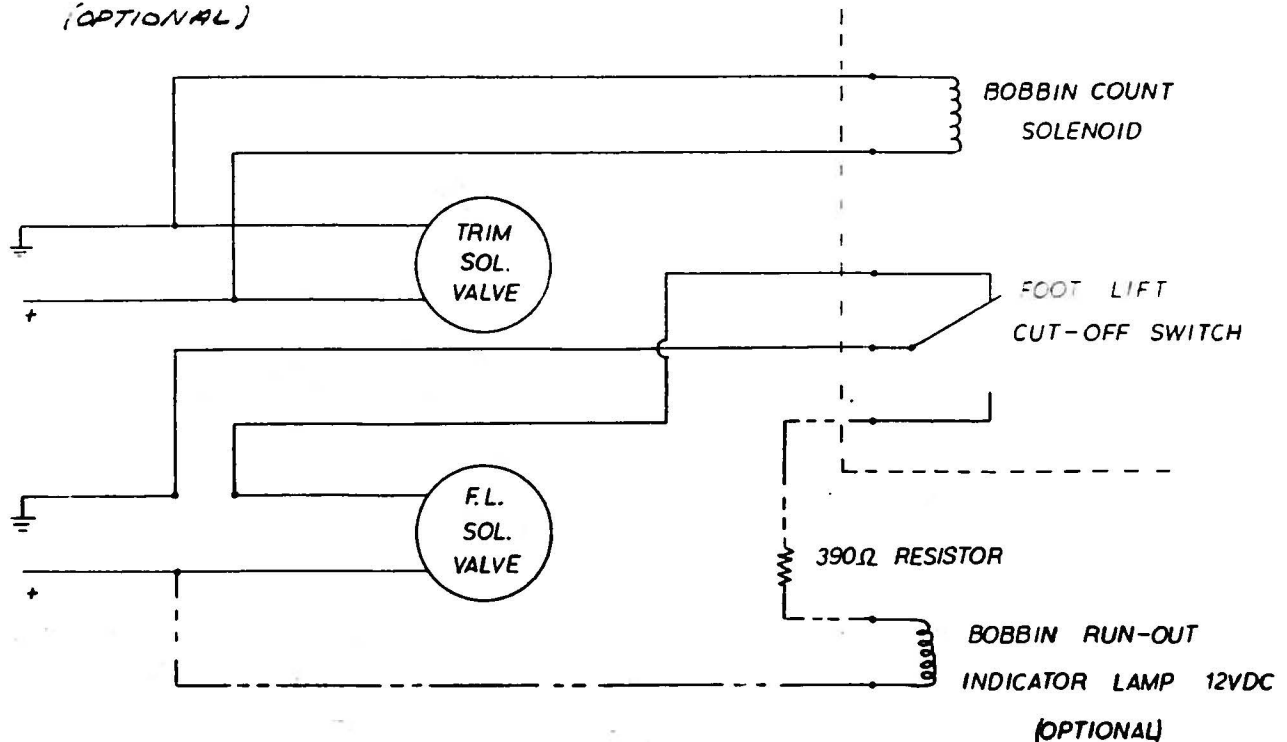 (OPTIONAL)
BOBBIN COUNT
SOLENOID
TRIM
SOL.
VALVE
+
FOOT LIFT
CUT-OFF SWITCH
F.L.
SOL.
VALVE
+
390Ω RESISTOR
BOBBIN RUN-OUT
INDICATOR LAMP 12VDC
(OPTIONAL)